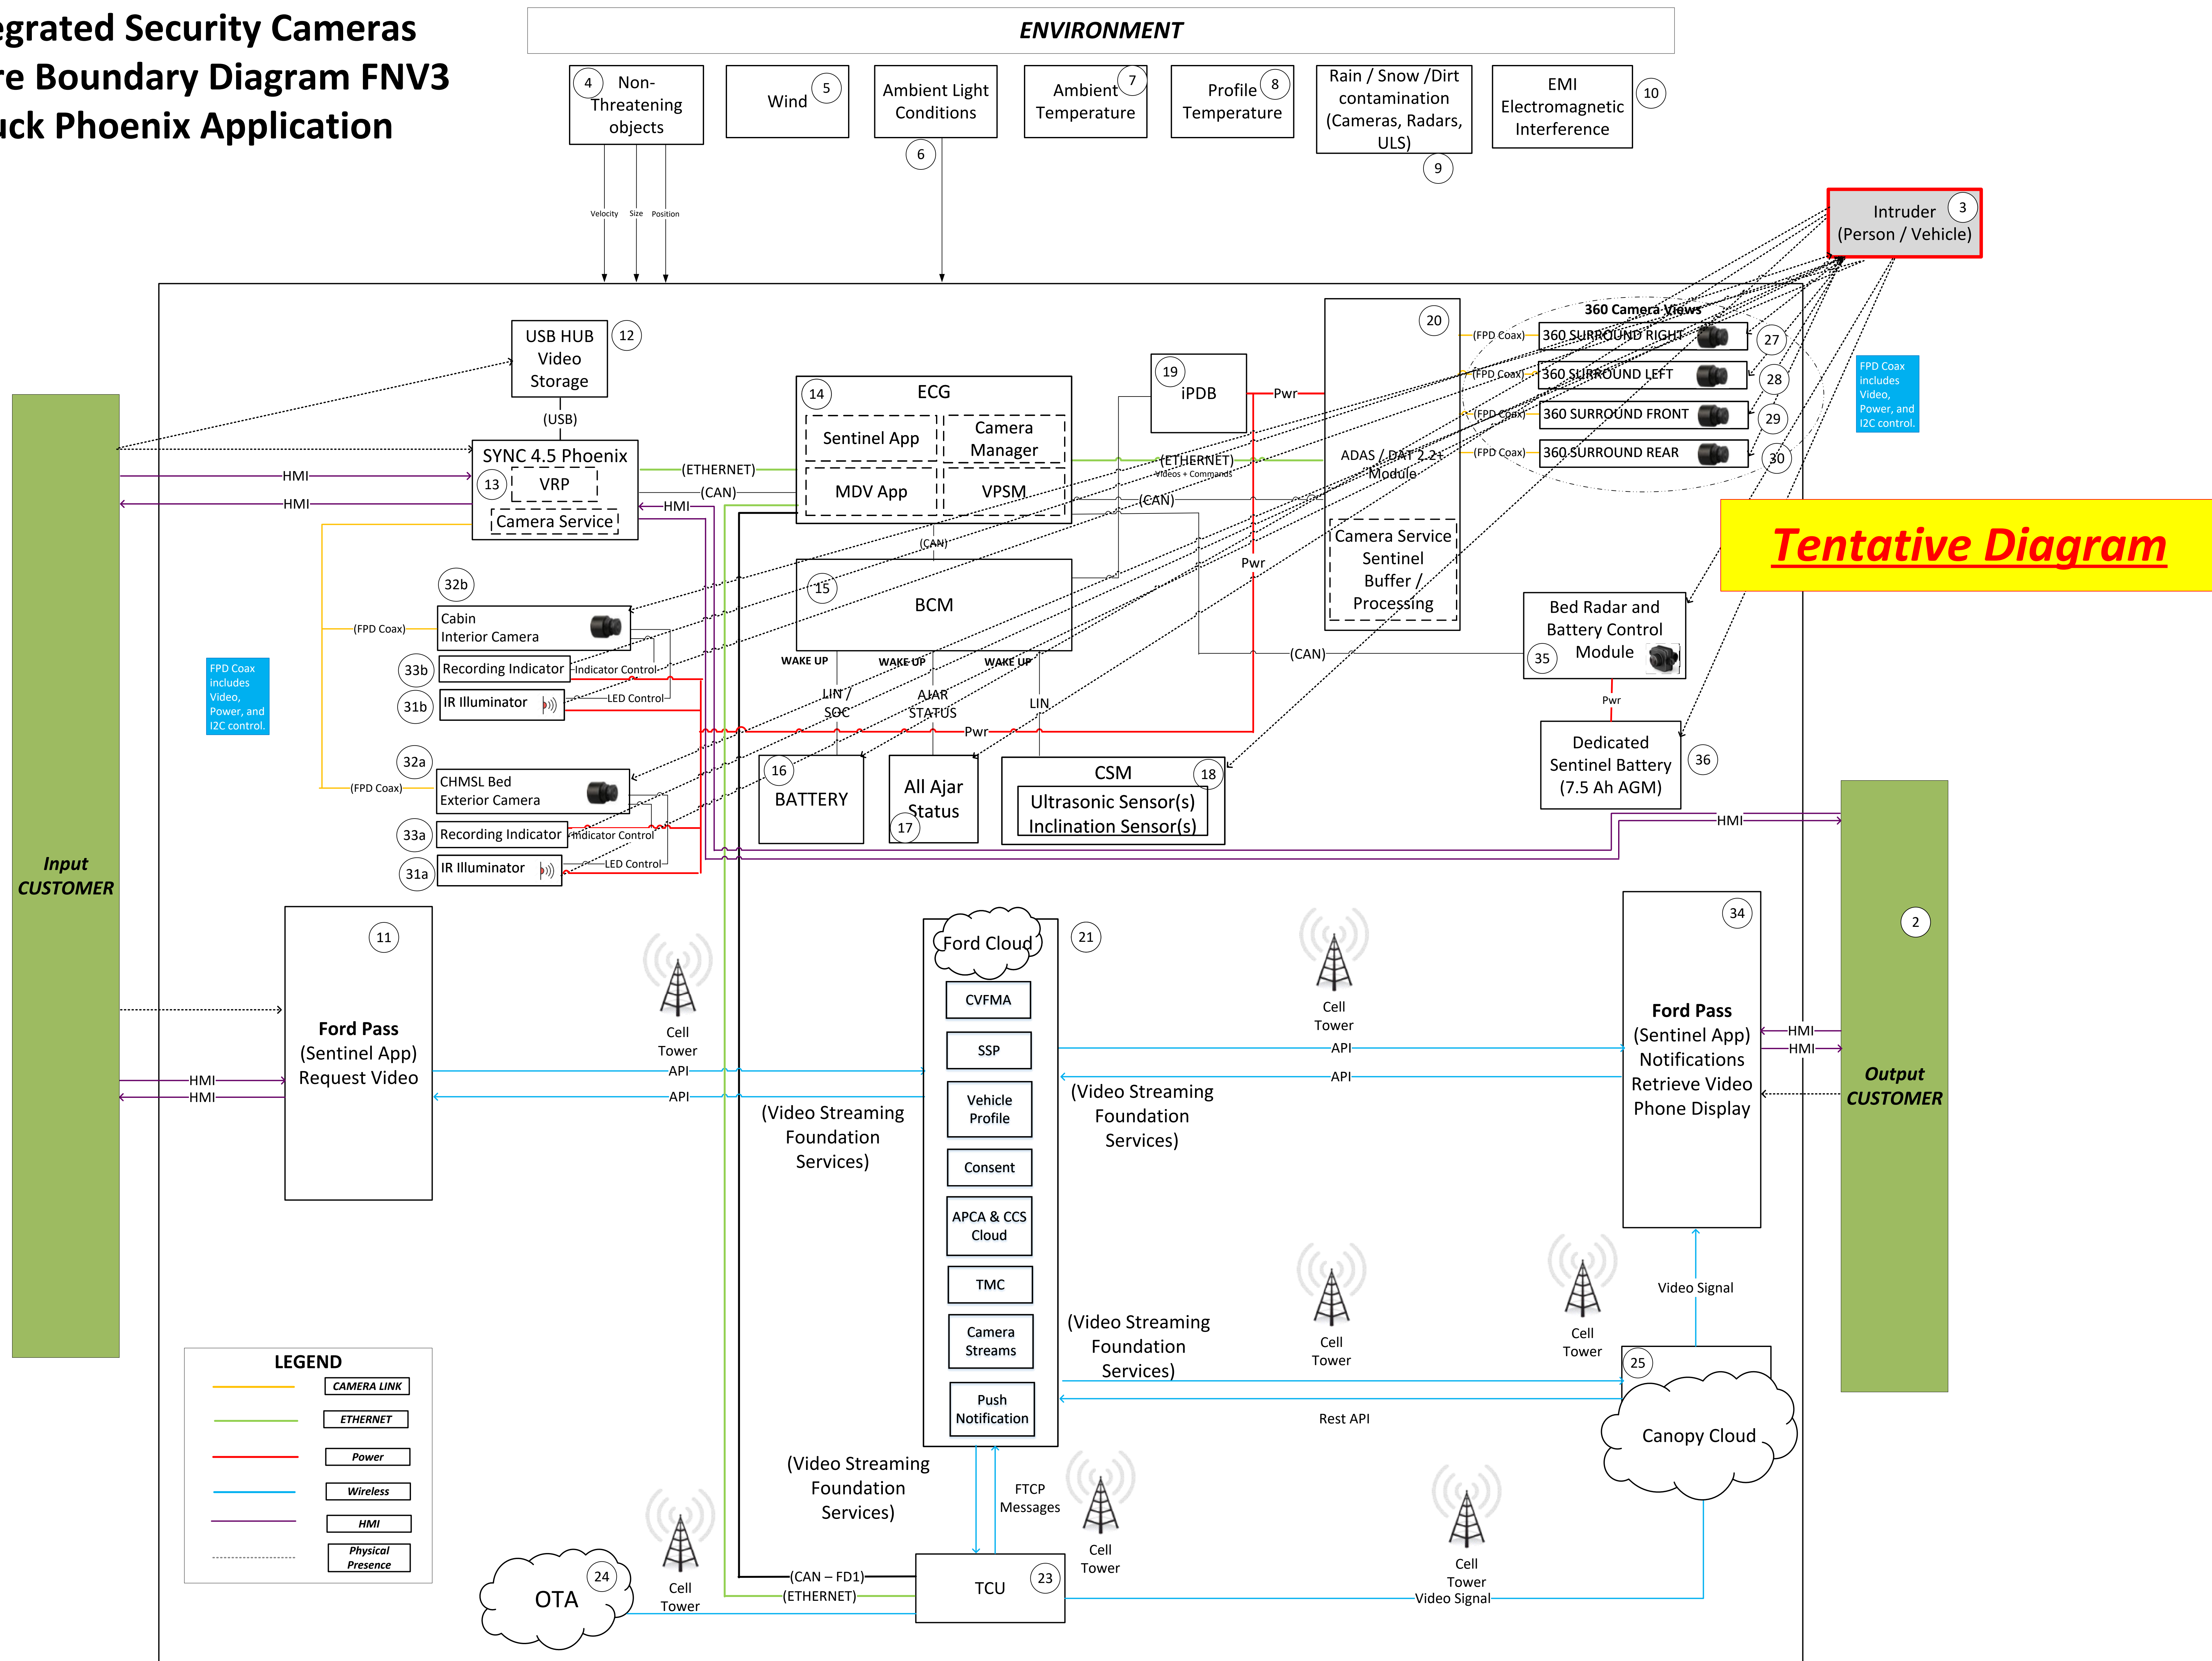 egrated Security Cameras
re Boundary Diagram FNV3
uck Phoenix Application
ENVIRONMENT
4
Non-
Threatening
objects
Wind
5
Ambient Light
Conditions
6
Ambient
Temperature
7
Profile
Temperature
8
Rain / Snow /Dirt
contamination
(Cameras, Radars,
ULS)
9
EMI
Electromagnetic
Interference
10
Velocity
Size
Position
Intruder
(Person / Vehicle)
3
USB HUB
Video
Storage
12
(USB)
SYNC 4.5 Phoenix
13
VRP
Camera Service
HMI
HMI
(ETHERNET)
(CAN)
HMI
14
ECG
Sentinel App
Camera
Manager
MDV App
VPSM
(CAN)
15
BCM
WAKE UP
WAKE UP
WAKE UP
LIN /
SOC
AJAR
STATUS
LIN
19
iPDB
Pwr
Pwr
Pwr
(ETHERNET)
Videos + Commands
(CAN)
(CAN)
20
ADAS / DAT 2.2+
Module
Camera Service
Sentinel
Buffer /
Processing
360 Camera Views
(FPD Coax)
360 SURROUND RIGHT
27
(FPD Coax)
360 SURROUND LEFT
28
(FPD Coax)
360 SURROUND FRONT
29
(FPD Coax)
360 SURROUND REAR
30
FPD Coax
includes
Video,
Power, and
I2C control.
Tentative Diagram
32b
Cabin
Interior Camera
(FPD Coax)
33b
Recording Indicator
Indicator Control
31b
IR Illuminator
LED Control
FPD Coax
includes
Video,
Power, and
I2C control.
32a
CHMSL Bed
Exterior Camera
(FPD Coax)
33a
Recording Indicator
Indicator Control
31a
IR Illuminator
LED Control
16
BATTERY
All Ajar
Status
17
CSM
18
Ultrasonic Sensor(s)
Inclination Sensor(s)
Bed Radar and
Battery Control
Module
35
Pwr
Dedicated
Sentinel Battery
(7.5 Ah AGM)
36
HMI
Input
CUSTOMER
11
Ford Pass
(Sentinel App)
Request Video
HMI
HMI
Cell
Tower
API
API
(Video Streaming
Foundation
Services)
Ford Cloud
21
CVFMA
SSP
Vehicle
Profile
Consent
APCA & CCS
Cloud
TMC
Camera
Streams
Push
Notification
Cell
Tower
API
API
(Video Streaming
Foundation
Services)
34
Ford Pass
(Sentinel App)
Notifications
Retrieve Video
Phone Display
HMI
HMI
2
Output
CUSTOMER
(Video Streaming
Foundation
Services)
Cell
Tower
Cell
Tower
Video Signal
Rest API
25
Canopy Cloud
(Video Streaming
Foundation
Services)
FTCP
Messages
Cell
Tower
Cell
Tower
Video Signal
LEGEND
CAMERA LINK
ETHERNET
Power
Wireless
HMI
Physical
Presence
OTA
24
Cell
Tower
(CAN – FD1)
(ETHERNET)
TCU
23